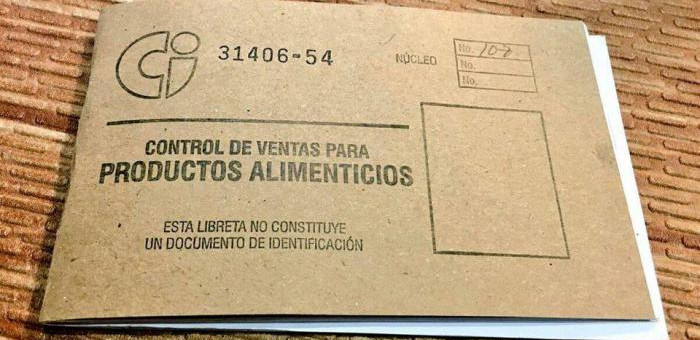 CCI
31406-54
NÚCLEO
No. 107
No.
No.
CONTROL DE VENTAS PARA
PRODUCTOS ALIMENTICIOS
ESTA LIBRETA NO CONSTITUYE
UN DOCUMENTO DE IDENTIFICACIÓN